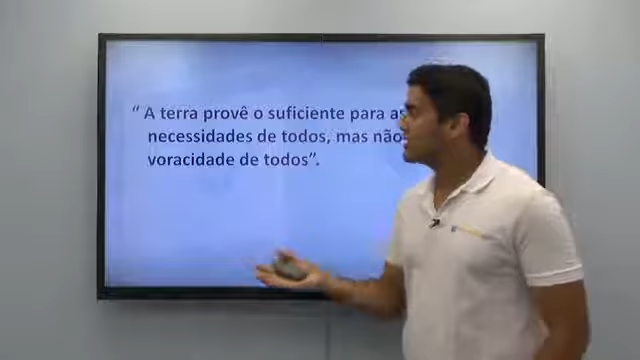 “ A terra provê o suficiente para as
necessidades de todos, mas não
voracidade de todos”.